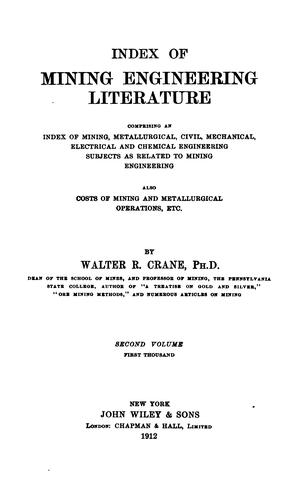 INDEX OF
MINING ENGINEERING
LITERATURE
COMPRISING AN
INDEX OF MINING, METALLURGICAL, CIVIL, MECHANICAL,
ELECTRICAL AND CHEMICAL ENGINEERING
SUBJECTS AS RELATED TO MINING
ENGINEERING
ALSO
COSTS OF MINING AND METALLURGICAL
OPERATIONS, ETC.
BY
WALTER R. CRANE, PH.D.
DEAN OF THE SCHOOL OF MINES, AND PROFESSOR OF MINING, THE PENNSYLVANIA
STATE COLLEGE, AUTHOR OF "A TREATISE ON GOLD AND SILVER,"
"ORE MINING METHODS," AND NUMEROUS ARTICLES ON MINING
SECOND VOLUME
FIRST THOUSAND
NEW YORK
JOHN WILEY & SONS
LONDON: CHAPMAN & HALL, LIMITED
1912